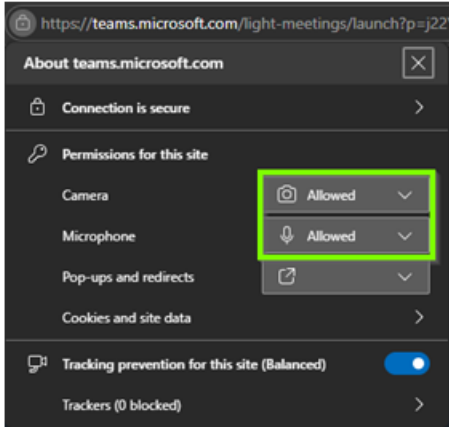 https://teams.microsoft.com/light-meetings/launch?p=j22
About teams.microsoft.com
Connection is secure
Permissions for this site
Camera Allowed
Microphone Allowed
Pop-ups and redirects
Cookies and site data
Tracking prevention for this site (Balanced)
Trackers (0 blocked)